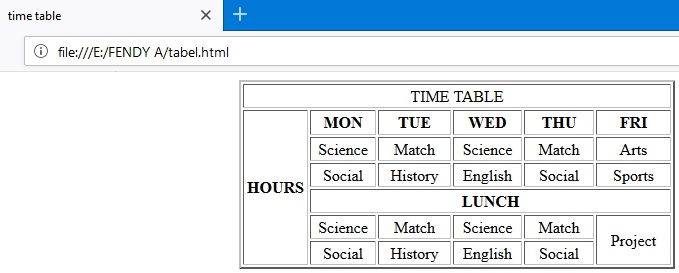 time table
file:///E:/FENDY A/tabel.html
TIME TABLE
MON TUE WED THU FRI
Science Match Science Match Arts
Social History English Social Sports
HOURS
LUNCH
Science Match Science Match
Project
Social History English Social